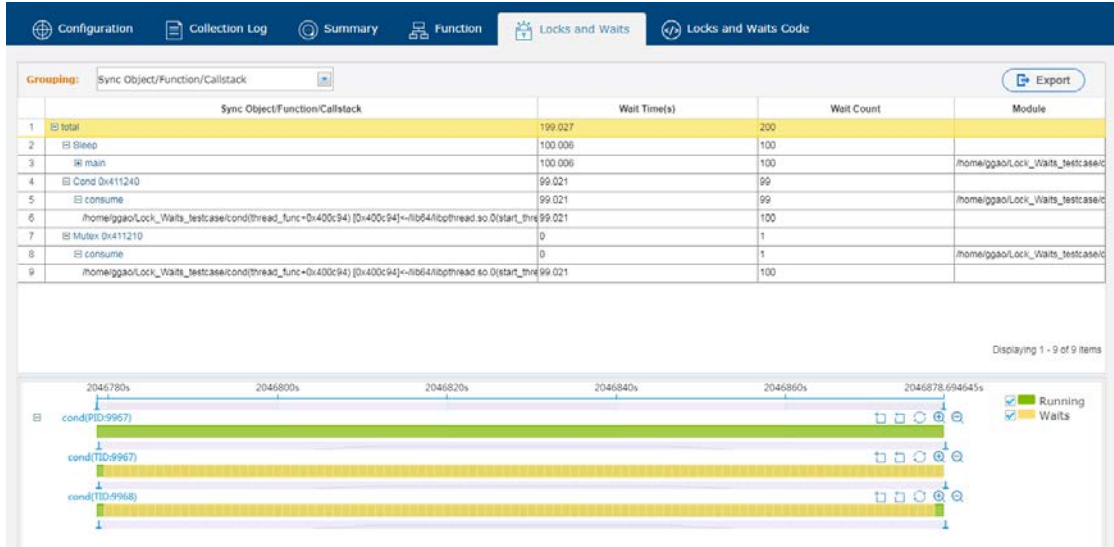 Configuration Collection Log Summary Function Locks and Waits Locks and Waits Code
Grouping: Sync Object/Function/Callstack Export
Sync Object/Function/Callstack Wait Time(s) Wait Count Module
1 total 199.027 200
2 Sleep 100.006 100
3 main 100.006 100 /home/ggao/Lock_Waits_testcase/c
4 Cond 0x411240 99.021 99
5 consume 99.021 99 /home/ggao/Lock_Waits_testcase/c
6 /home/ggao/Lock_Waits_testcase/cond(thread_func+0x400c94) [0x400c94]<-/lib64/libpthread.so.0(start_thre 99.021 100
7 Mutex 0x411210 0 1
8 consume 0 1 /home/ggao/Lock_Waits_testcase/c
9 /home/ggao/Lock_Waits_testcase/cond(thread_func+0x400c94) [0x400c94]<-/lib64/libpthread.so.0(start_thre 99.021 100
Displaying 1 - 9 of 9 items
2046780s 2046800s 2046820s 2046840s 2046860s 2046878.694645s
Running
cond(PID:9967) Waits
cond(TID:9967)
cond(TID:9968)